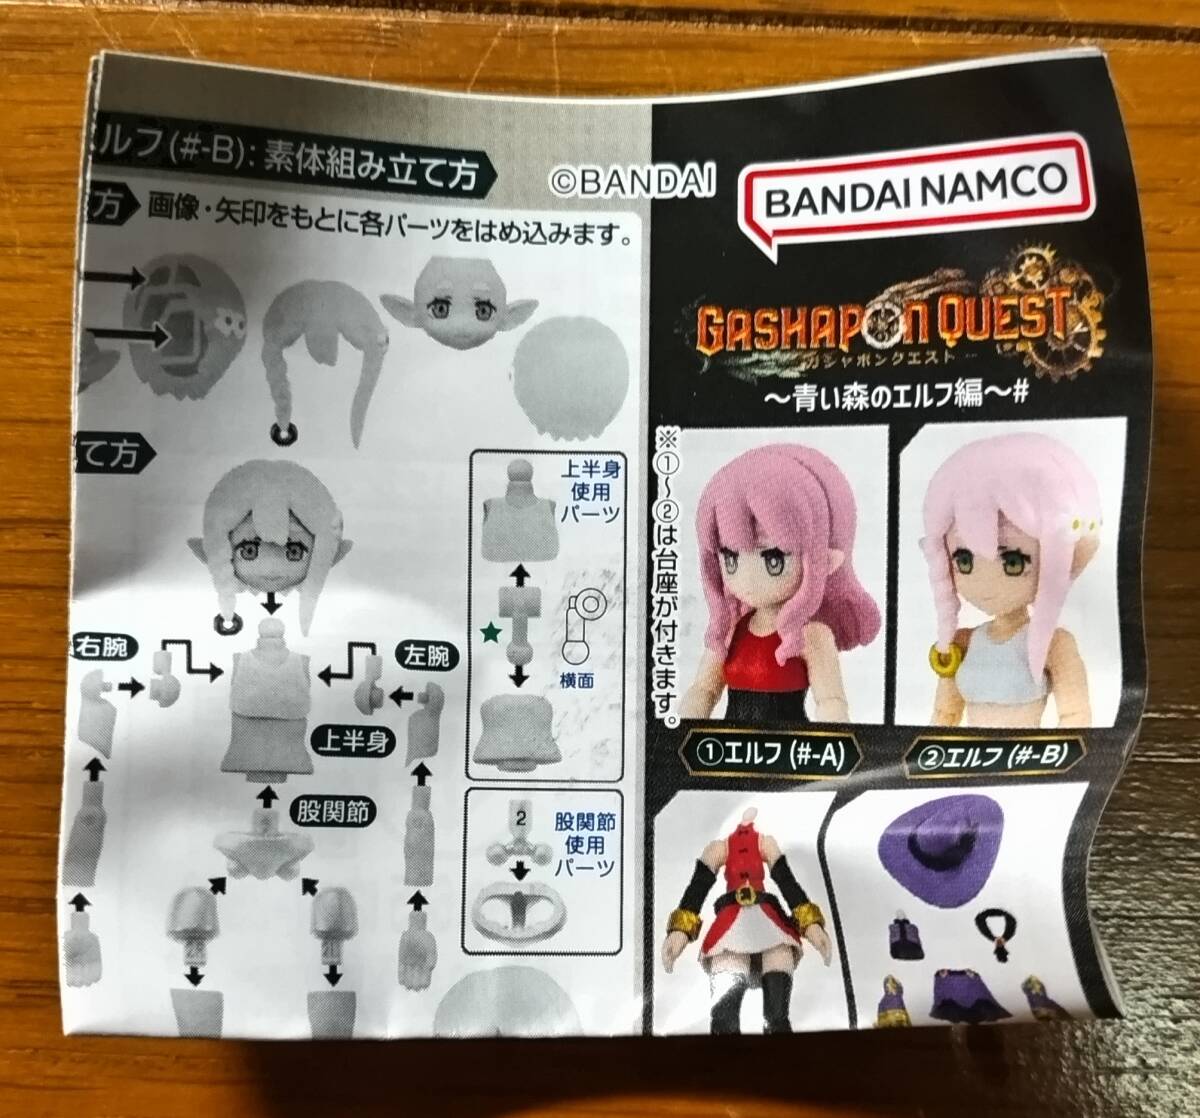 ルフ(#-B):素体組み立て方
方 画像・矢印をもとに各パーツをはめ込みます。
て方
右腕
左腕
上半身
股関節
上半身
使用
パーツ
横面
2
股関節
使用
パーツ
©BANDAI
BANDAI NAMCO
GASHAPON QUEST
ガシャポンクエスト
～青い森のエルフ編～#
※①～②は台座が付きます。
①エルフ(#-A)
②エルフ(#-B)